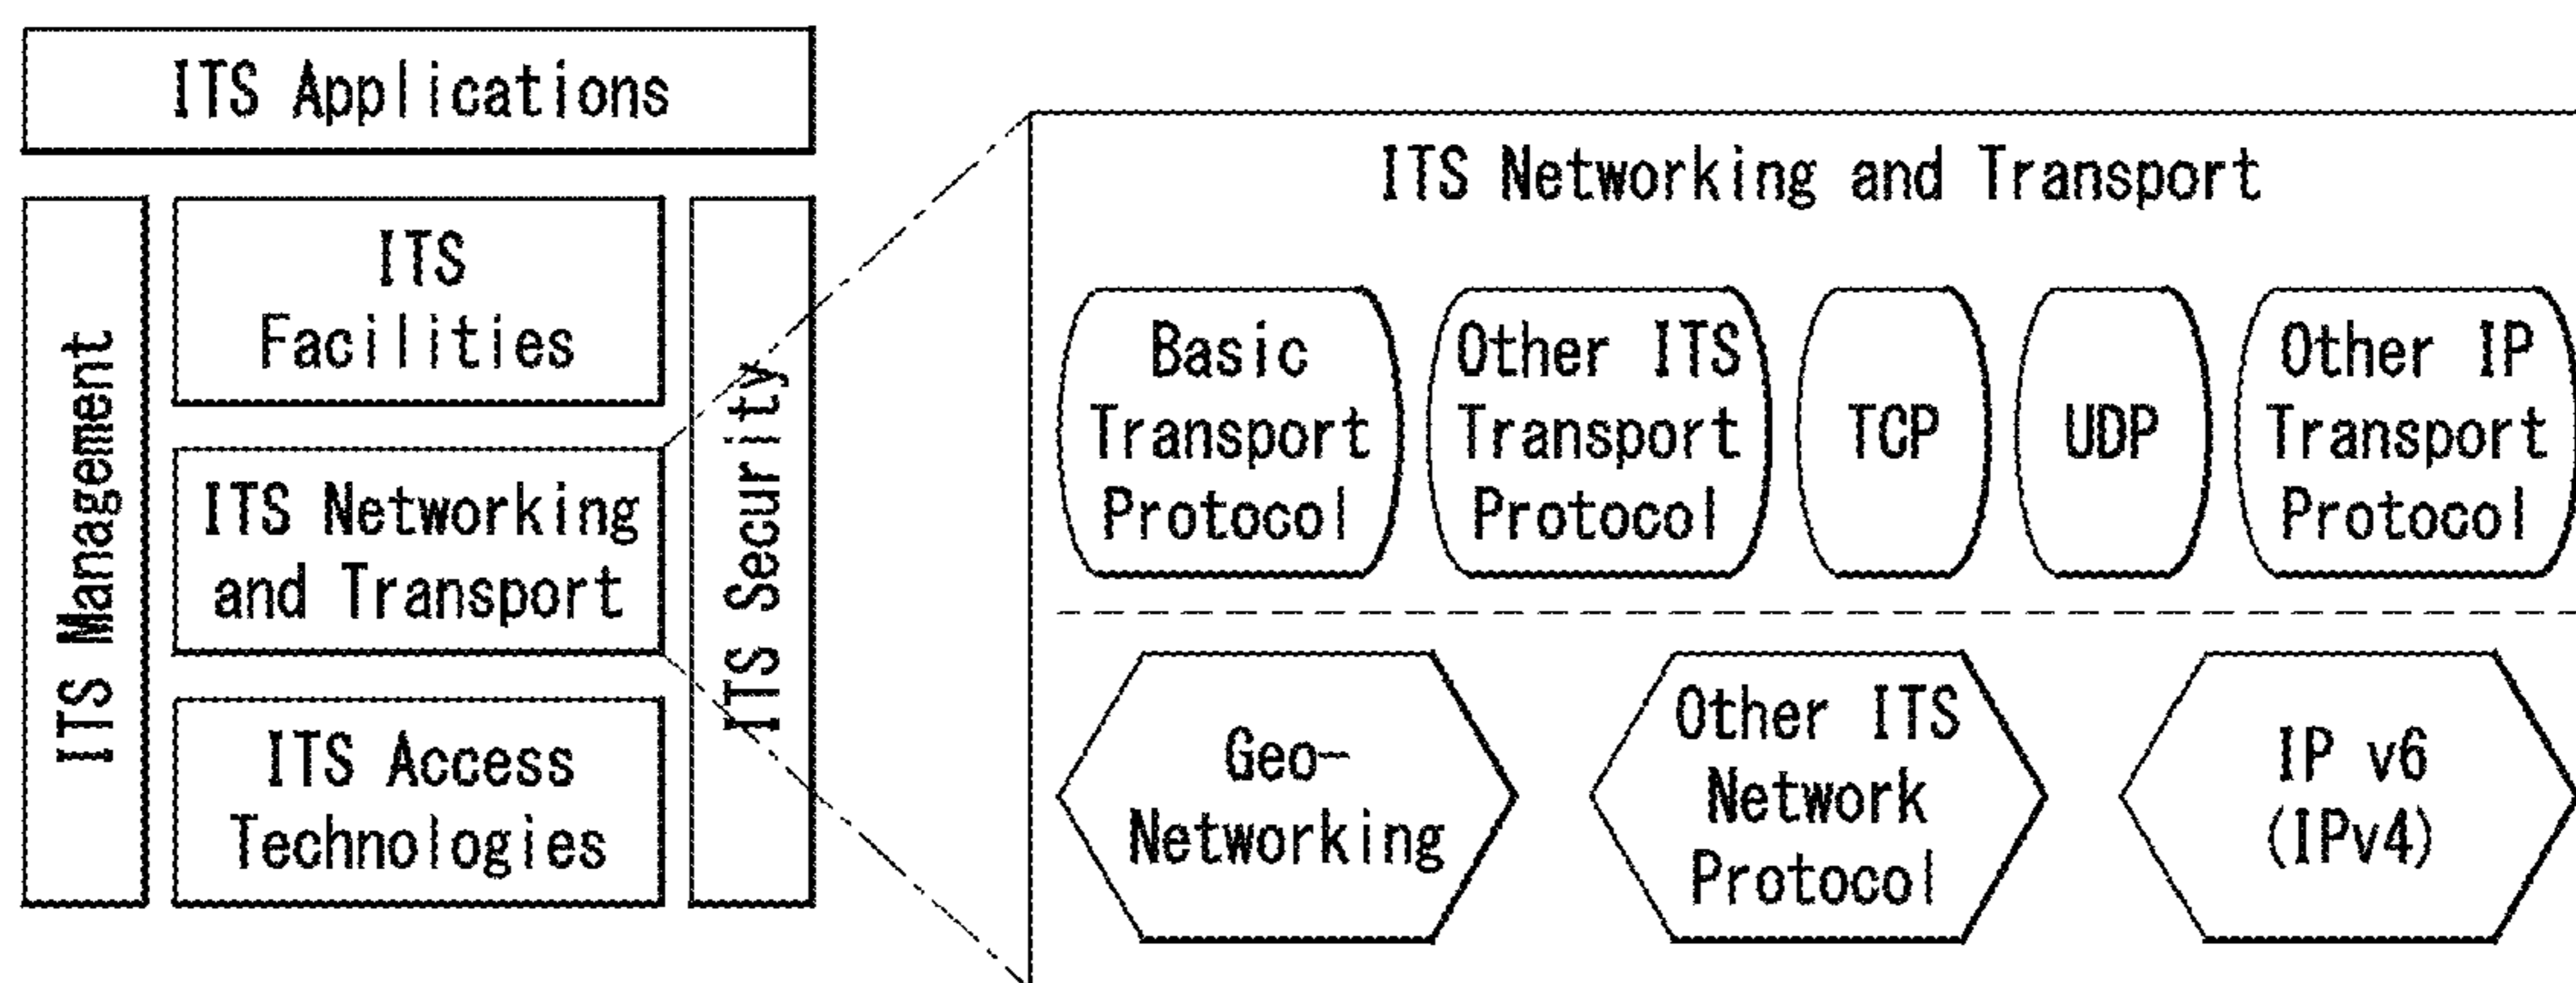 ITS Applications
ITS Management
ITS
Facilities
ITS Networking
and Transport
ITS Access
Technologies
ITS Security
ITS Networking and Transport
Basic
Transport
Protocol
Other ITS
Transport
Protocol
TCP
UDP
Other IP
Transport
Protocol
Geo-
Networking
Other ITS
Network
Protocol
IP v6
(IPv4)